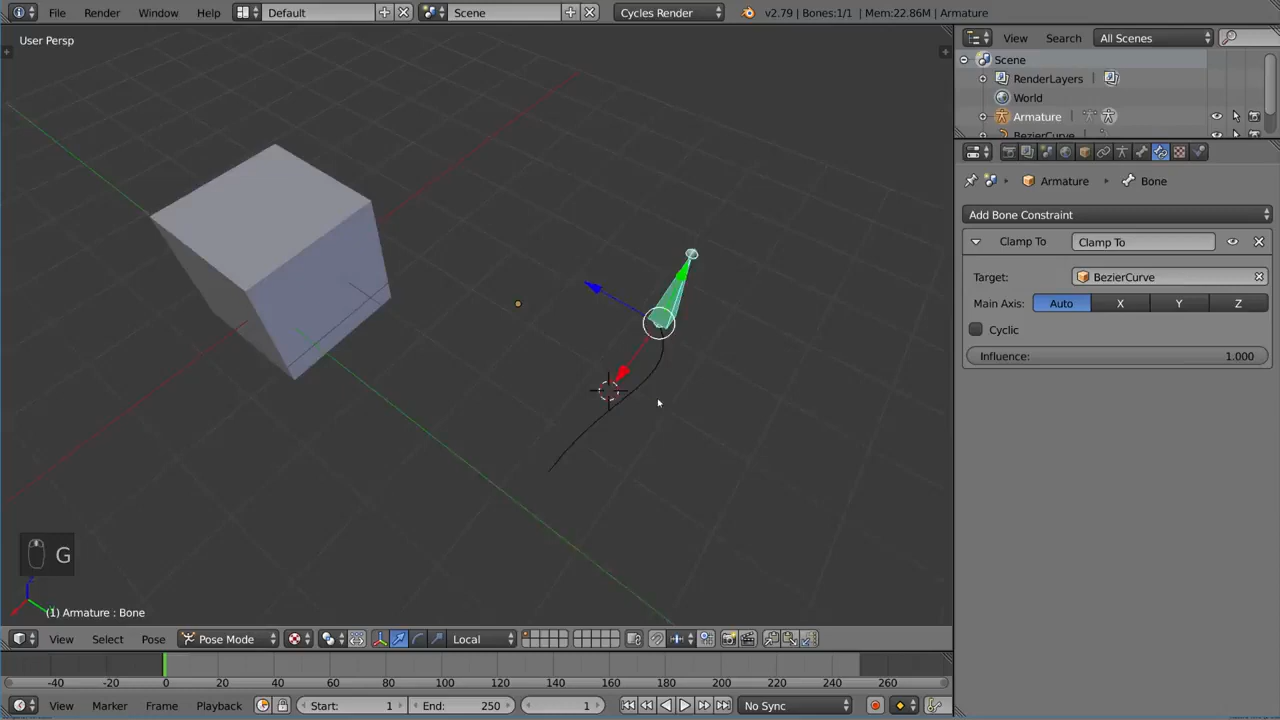 File Render Window Help Default Scene Cycles Render v2.79 | Bones:1/1 | Mem:22.86M | Armature
User Persp
View Search All Scenes
Scene
RenderLayers
World
Armature
BezierCurve
Armature Bone
Add Bone Constraint
Clamp To Clamp To
Target: BezierCurve
Main Axis: Auto X Y Z
Cyclic
Influence: 1.000
G
(1) Armature : Bone
View Select Pose Pose Mode Local
-40 -20 0 20 40 60 80 100 120 140 160 180 200 220 240 260
View Marker Frame Playback Start: 1 End: 250 1 No Sync